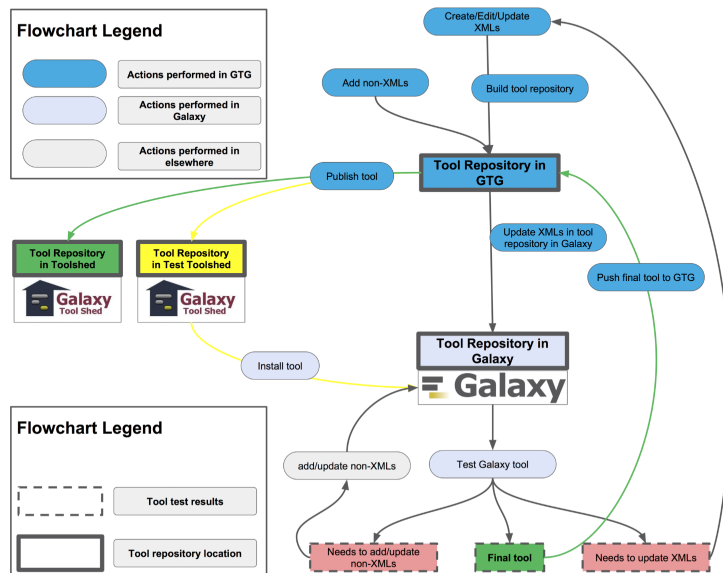 Flowchart Legend
Actions performed in GTG
Actions performed in
Galaxy
Actions performed in
elsewhere
Create/Edit/Update
XMLs
Add non-XMLs
Build tool repository
Tool Repository in
GTG
Publish tool
Update XMLs in tool
repository in Galaxy
Push final tool to GTG
Tool Repository
in Toolshed
Galaxy
Tool Shed
Tool Repository
in Test Toolshed
Galaxy
Tool Shed
Install tool
Tool Repository in
Galaxy
Galaxy
Flowchart Legend
Tool test results
Tool repository location
add/update non-XMLs
Test Galaxy tool
Needs to add/update
non-XMLs
Final tool
Needs to update XMLs